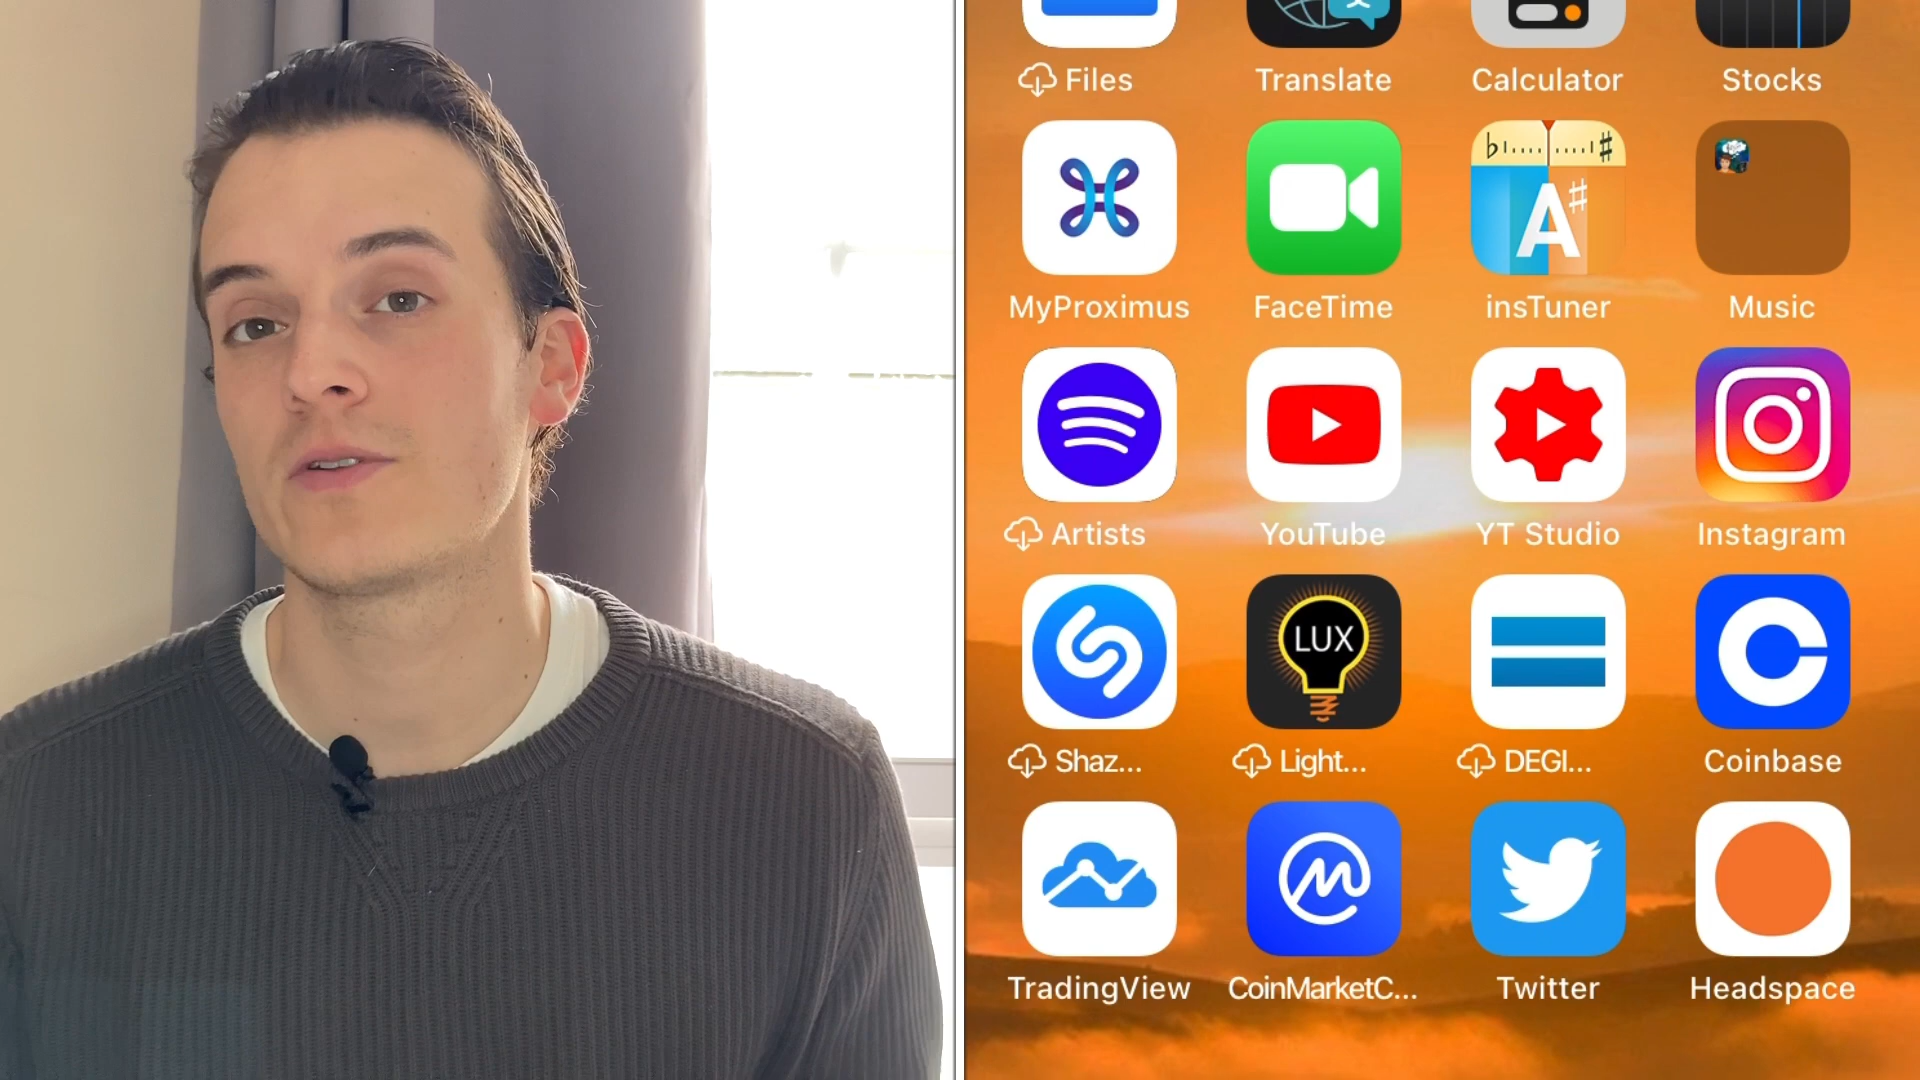 Files Translate Calculator Stocks
b ♯
A♯
MyProximus FaceTime insTuner Music
Artists YouTube YT Studio Instagram
LUX
Shaz... Light... DEGI... Coinbase
TradingView CoinMarketC... Twitter Headspace